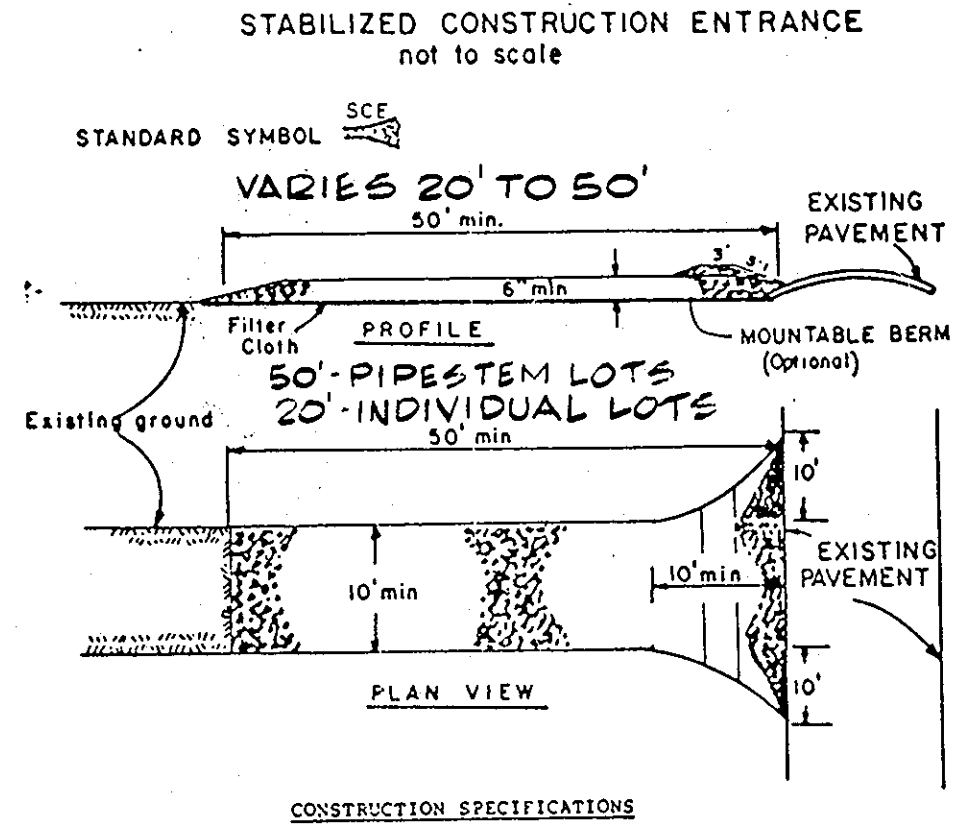 STABILIZED CONSTRUCTION ENTRANCE
not to scale
SCE
STANDARD SYMBOL
VARIES 20' TO 50'
50' min.
EXISTING
PAVEMENT
3'
6" min
Filter
Cloth
PROFILE
MOUNTABLE BERM
(Optional)
50'-PIPESTEM LOTS
20'-INDIVIDUAL LOTS
Existing ground
50' min
10'
10' min
10' min
EXISTING
PAVEMENT
10'
PLAN VIEW
CONSTRUCTION SPECIFICATIONS